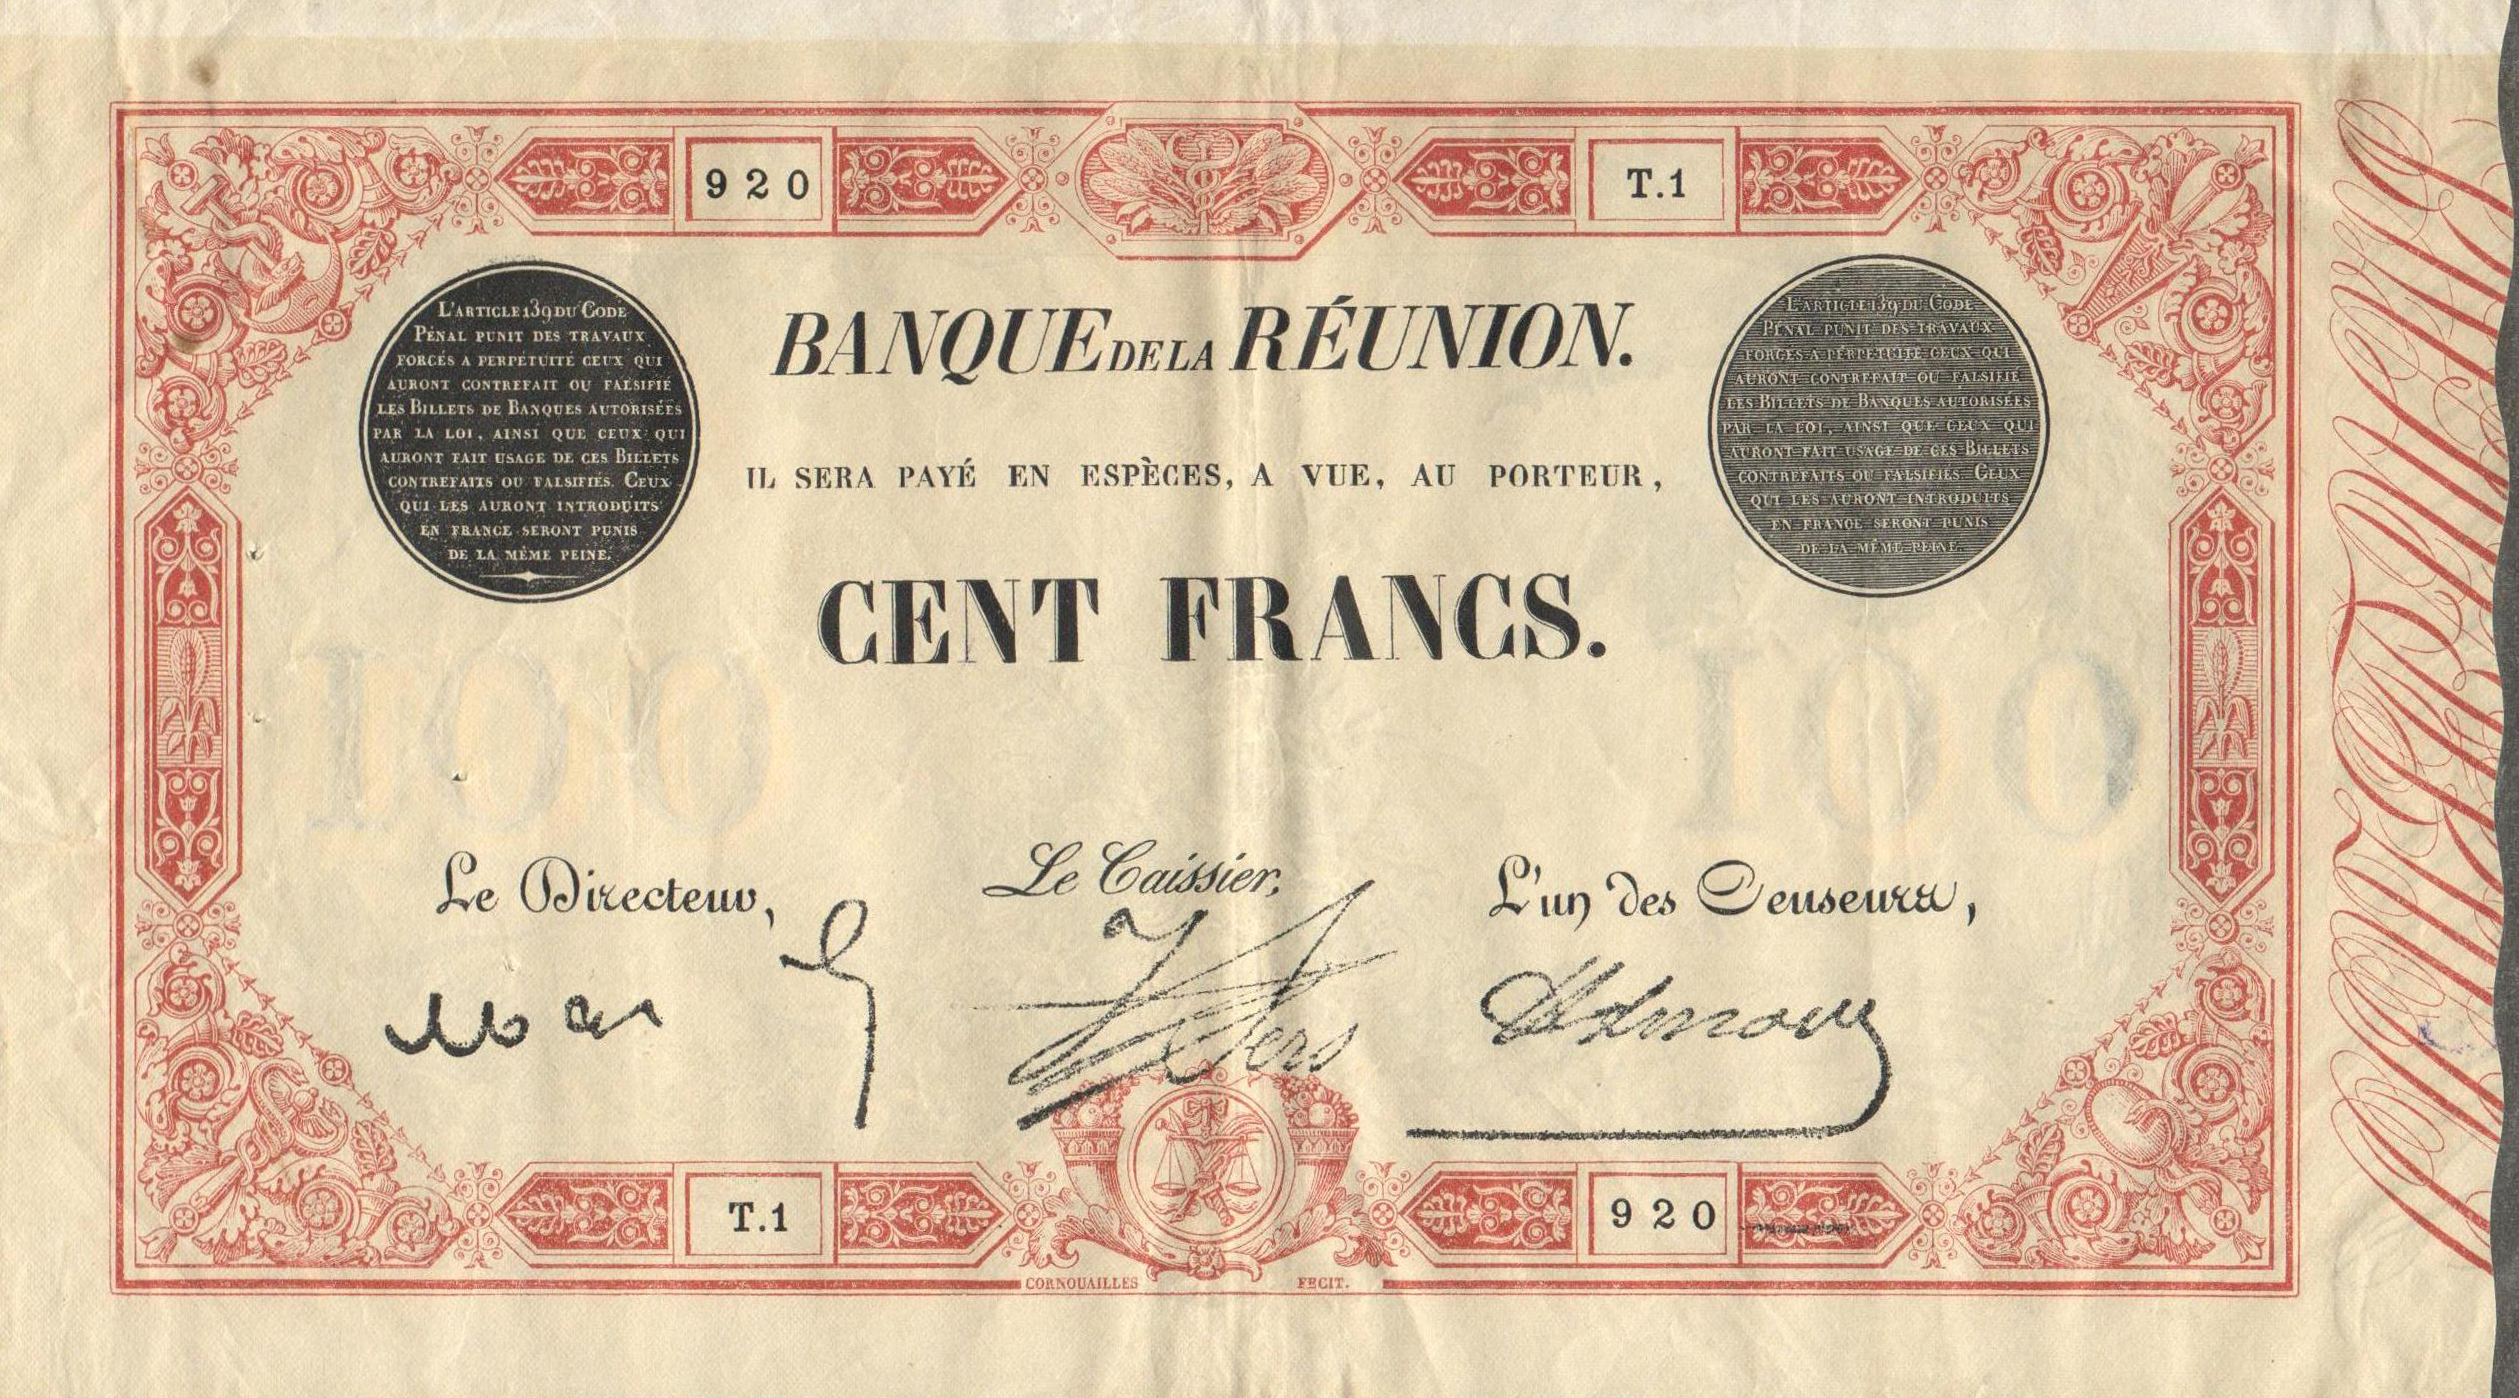 920
T.1
L'ARTICLE 139 DU CODE
PÉNAL PUNIT DES TRAVAUX
FORCÉS A PERPÉTUITÉ CEUX QUI
AURONT CONTREFAIT OU FALSIFIÉ
LES BILLETS DE BANQUES AUTORISÉES
PAR LA LOI, AINSI QUE CEUX QUI
AURONT FAIT USAGE DE CES BILLETS
CONTREFAITS OU FALSIFIÉS. CEUX
QUI LES AURONT INTRODUITS
EN FRANCE SERONT PUNIS
DE LA MÊME PEINE.
BANQUE DE LA RÉUNION.
IL SERA PAYÉ EN ESPÈCES, A VUE, AU PORTEUR,
CENT FRANCS.
L'ARTICLE 139 DU CODE
PÉNAL PUNIT DES TRAVAUX
FORCÉS A PERPÉTUITÉ CEUX QUI
AURONT CONTREFAIT OU FALSIFIÉ
LES BILLETS DE BANQUES AUTORISÉES
PAR LA LOI, AINSI QUE CEUX QUI
AURONT FAIT USAGE DE CES BILLETS
CONTREFAITS OU FALSIFIÉS. CEUX
QUI LES AURONT INTRODUITS
EN FRANCE SERONT PUNIS
DE LA MÊME PEINE.
Le Directeur,
Le Caissier,
L'un des Censeurs,
T.1
920
CORNOUAILLES FECIT.